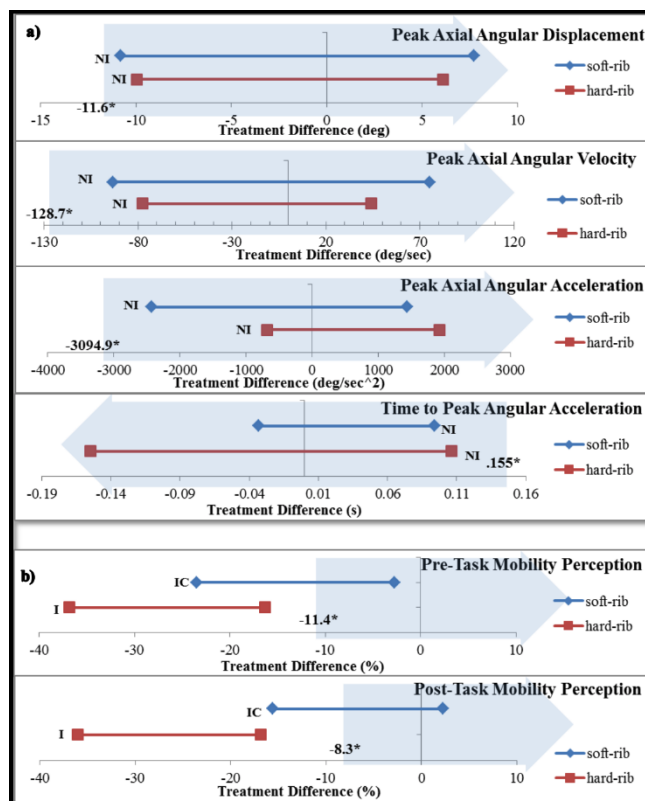 a)
Peak Axial Angular Displacement
NI
soft-rib
NI
hard-rib
-11.6*
-15 -10 -5 0 5 10
Treatment Difference (deg)
Peak Axial Angular Velocity
NI
soft-rib
NI
hard-rib
-128.7*
-130 -80 -30 20 70 120
Treatment Difference (deg/sec)
Peak Axial Angular Acceleration
NI
soft-rib
NI
hard-rib
-3094.9*
-4000 -3000 -2000 -1000 0 1000 2000 3000
Treatment Difference (deg/sec^2)
Time to Peak Angular Acceleration
NI
soft-rib
NI
hard-rib
.155*
-0.19 -0.14 -0.09 -0.04 0.01 0.06 0.11 0.16
Treatment Difference (s)
b)
Pre-Task Mobility Perception
IC
soft-rib
I
hard-rib
-11.4*
-40 -30 -20 -10 0 10
Treatment Difference (%)
Post-Task Mobility Perception
IC
I
soft-rib
-8.3*
hard-rib
-40 -30 -20 -10 0 10
Treatment Difference (%)